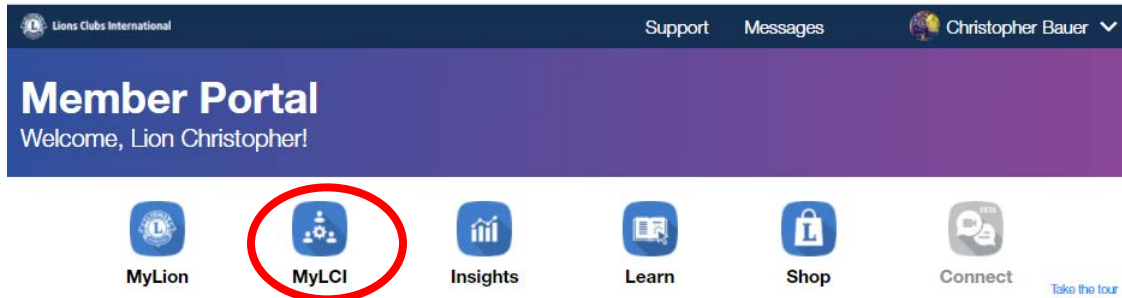 Lions Clubs International
Support Messages Christopher Bauer
Member Portal
Welcome, Lion Christopher!
MyLion MyLCI Insights Learn Shop Connect
Take the tour